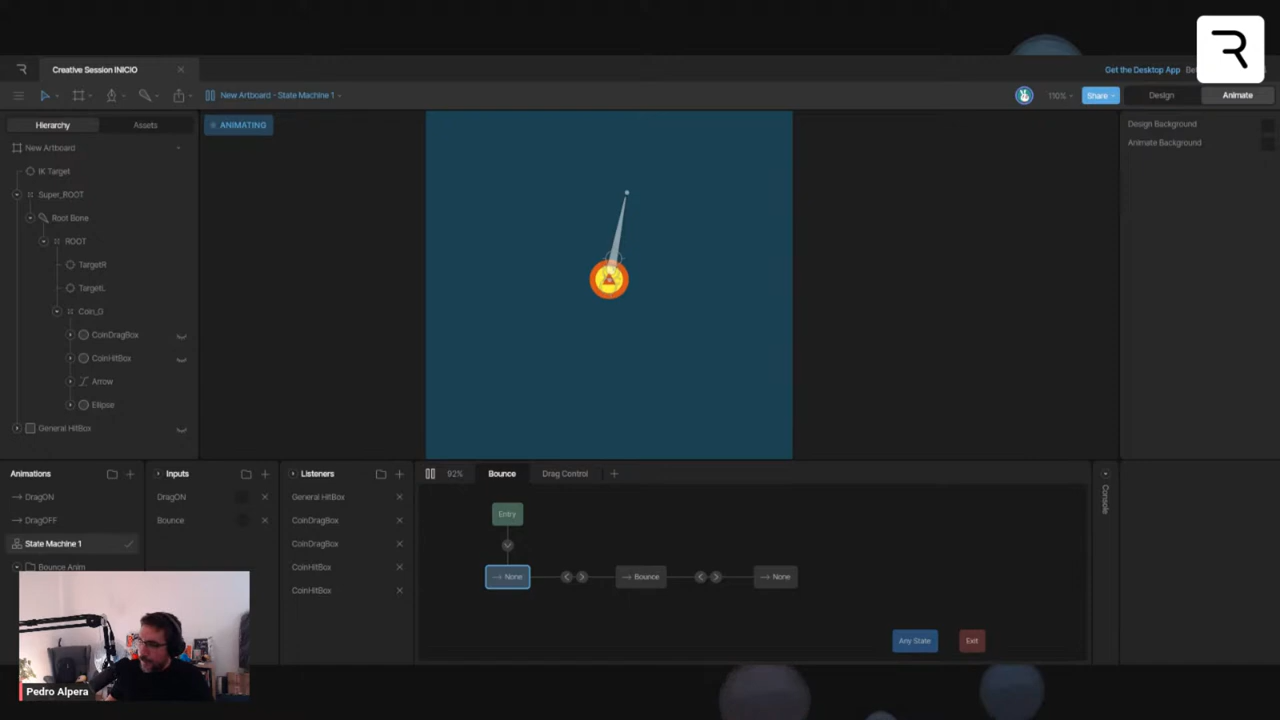 Creative Session INICIO
Get the Desktop App
New Artboard - State Machine 1
110%
Share
Design
Animate
Hierarchy
Assets
ANIMATING
Design Background
Animate Background
New Artboard
IK Target
Super_ROOT
Root Bone
ROOT
TargetR
TargetL
CoinDragBox
CoinHitBox
Arrow
Ellipse
General HitBox
Animations
Inputs
Listeners
92%
Bounce
Drag Control
Console
DragON
DragON
General HitBox
DragOFF
Bounce
CoinDragBox
State Machine 1
CoinDragBox
Bounce Anim
CoinHitBox
CoinHitBox
Entry
None
Bounce
None
Any State
Exit
Pedro Alpera